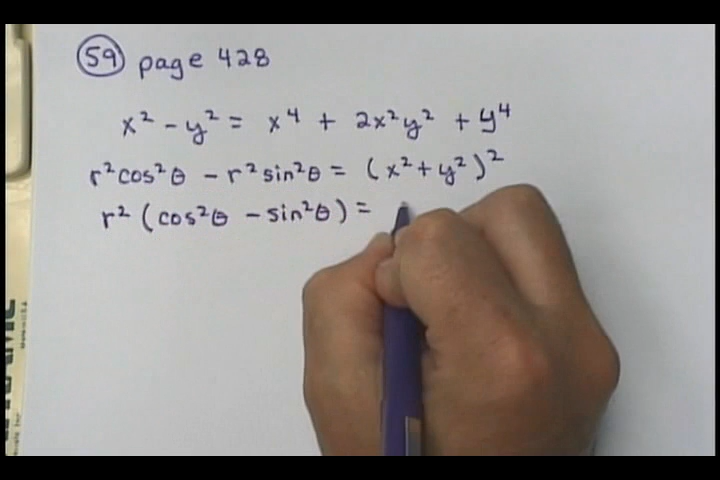 59 page 428
x² - y² = x⁴ + 2x²y² + y⁴
r²cos²θ - r²sin²θ = (x² + y²)²
r² (cos²θ - sin²θ) =